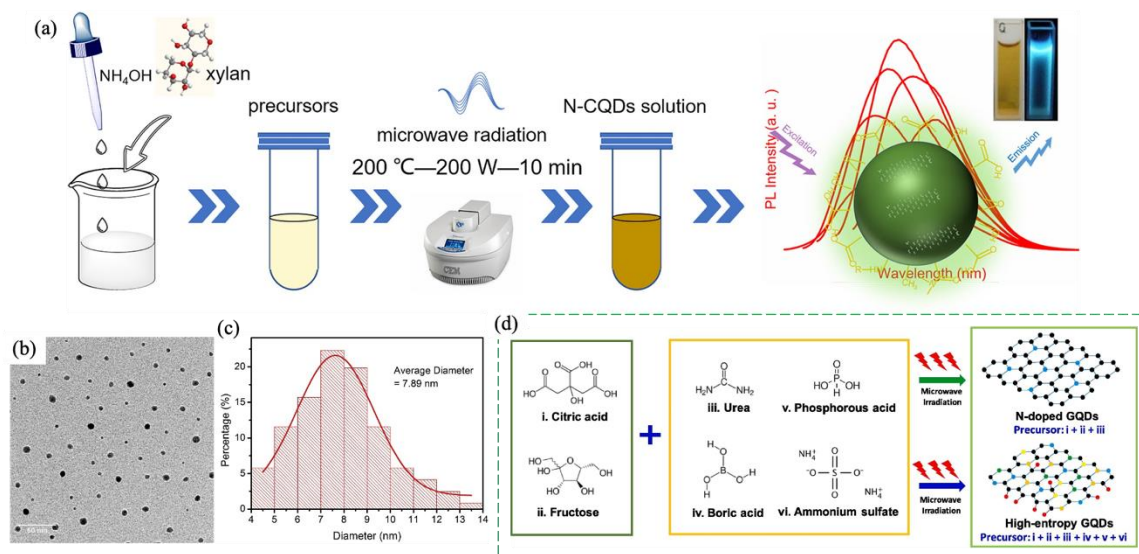 (a)
NH₄OH
xylan
precursors
microwave radiation
200 ℃—200 W—10 min
CEM
N-CQDs solution
PL Intensity (a. u.)
Excitation
Emission
Wavelength (nm)
(b)
(c)
Average Diameter
= 7.89 nm
Percentage (%)
20
15
10
5
0
4 5 6 7 8 9 10 11 12 13 14
Diameter (nm)
(d)
i. Citric acid
ii. Fructose
iii. Urea
iv. Boric acid
v. Phosphorous acid
vi. Ammonium sulfate
Microwave
Irradiation
Microwave
Irradiation
N-doped GQDs
Precursor: i + ii + iii
High-entropy GQDs
Precursor: i + ii + iii + iv + v + vi